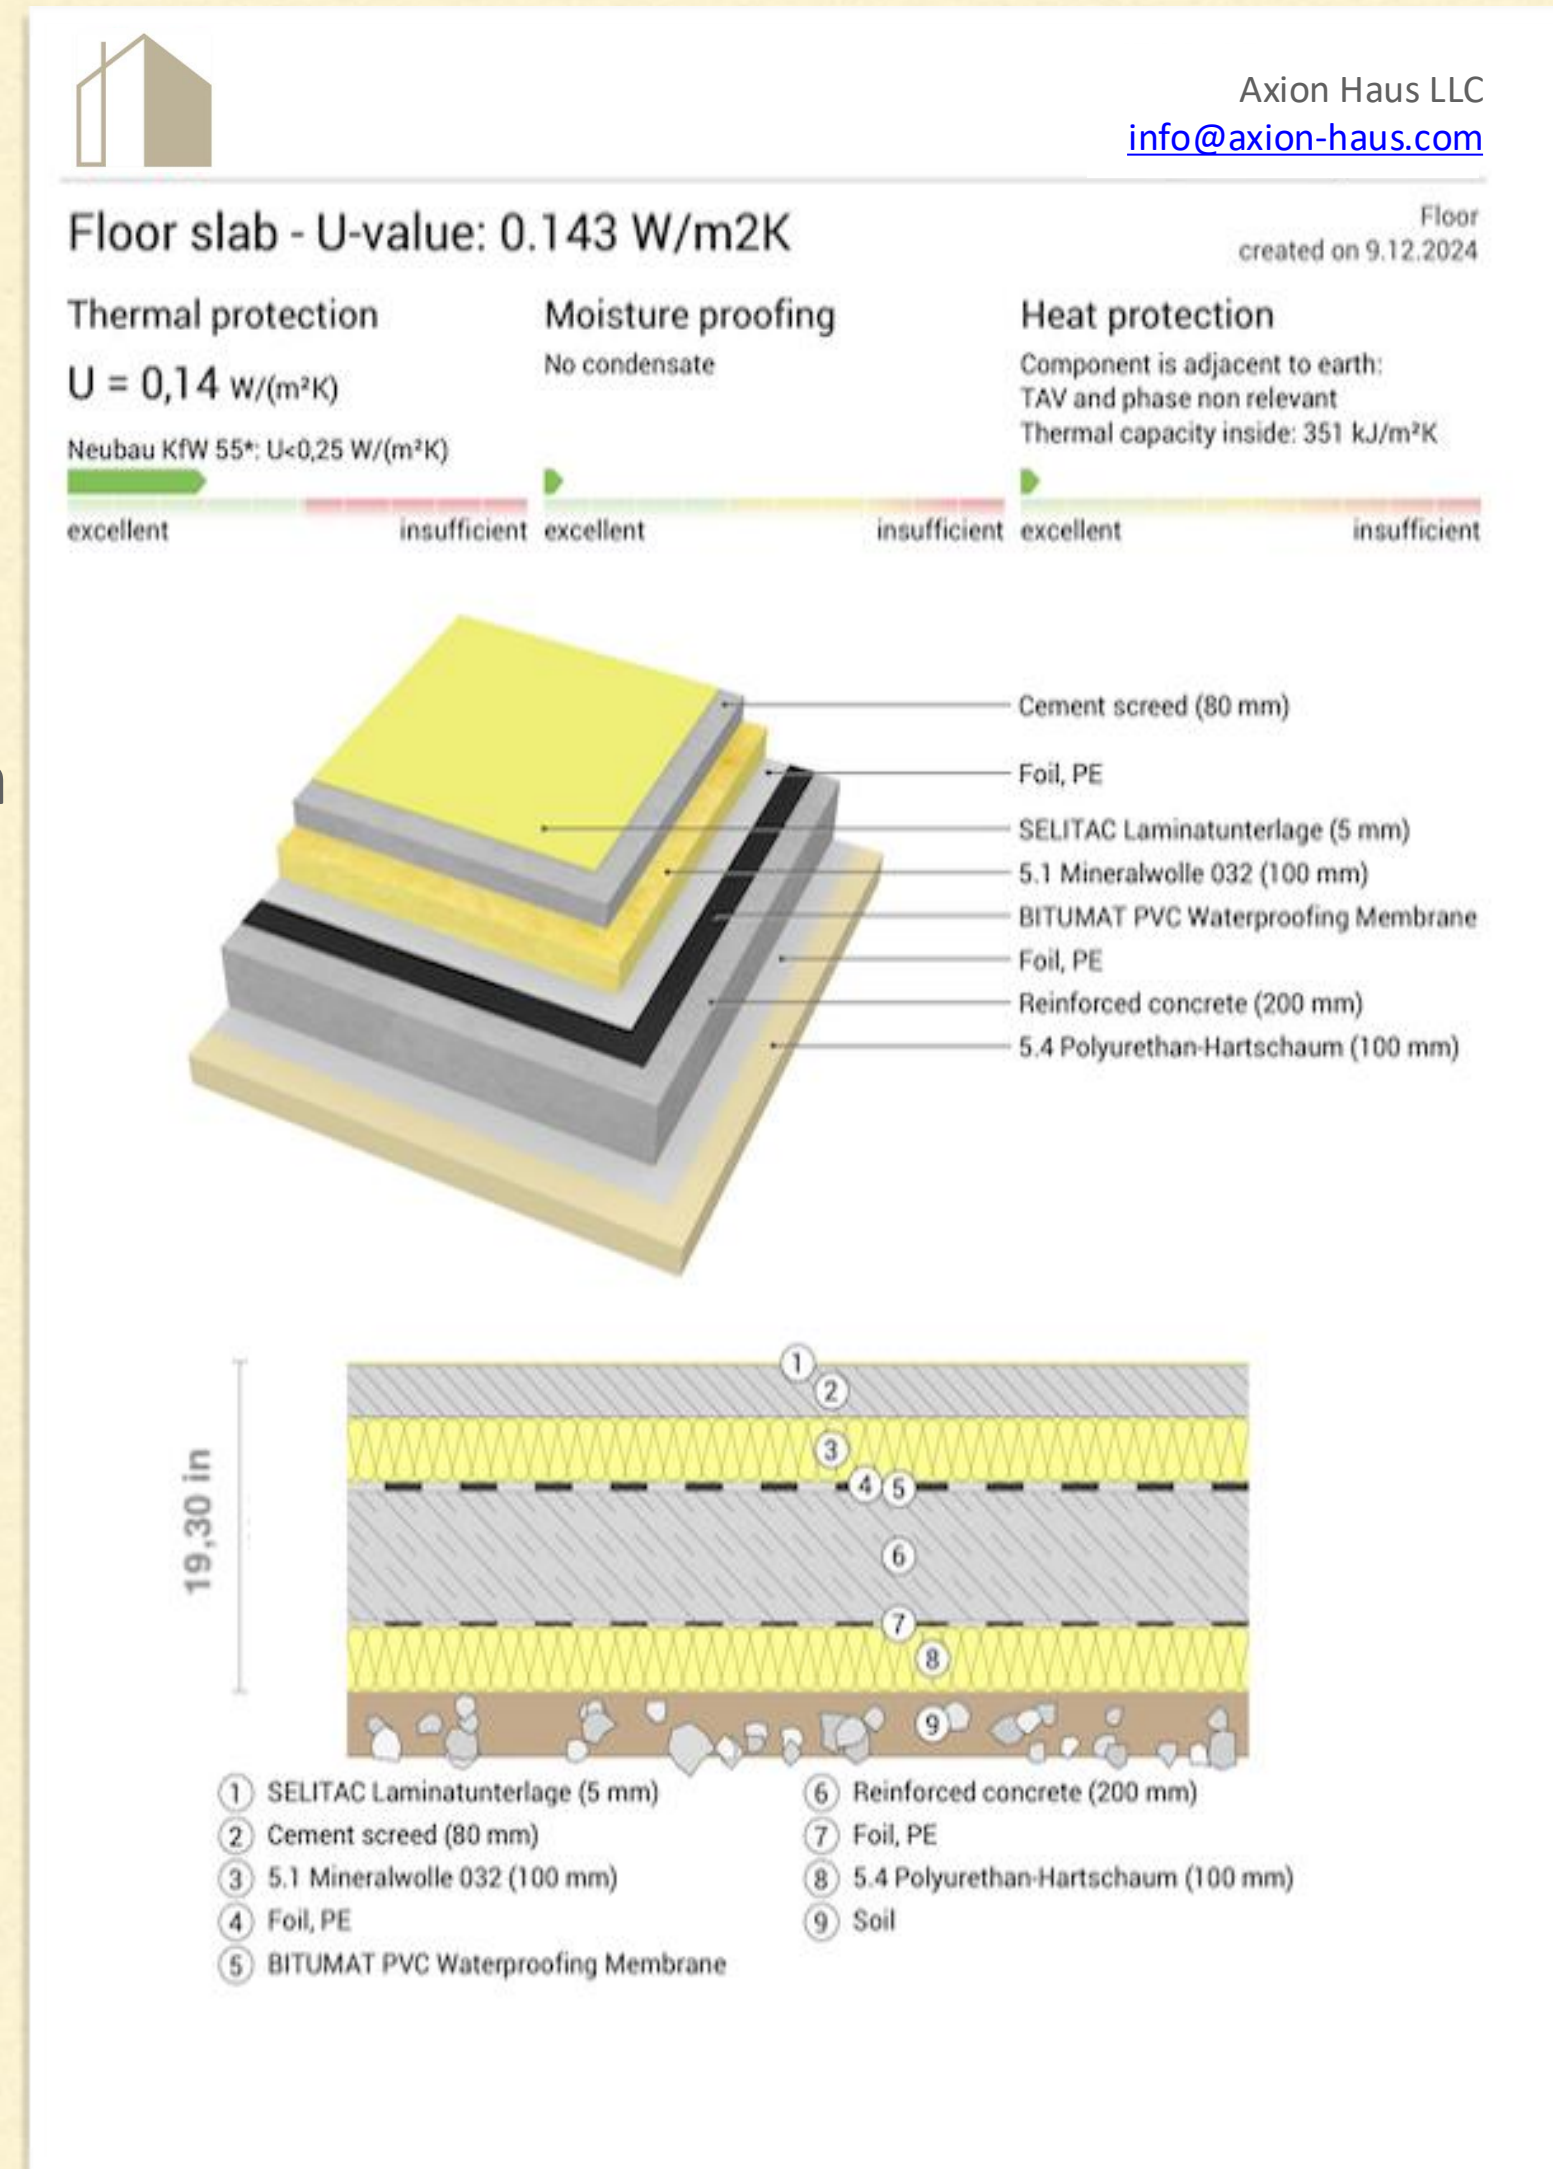 Axion Haus LLC
info@axion-haus.com
Floor slab - U-value: 0.143 W/m2K
Floor
created on 9.12.2024
Thermal protection
U = 0,14 W/(m²K)
Neubau KfW 55*: U<0,25 W/(m²K)
excellent insufficient
Moisture proofing
No condensate
excellent insufficient
Heat protection
Component is adjacent to earth:
TAV and phase non relevant
Thermal capacity inside: 351 kJ/m²K
excellent insufficient
Cement screed (80 mm)
Foil, PE
SELITAC Laminatunterlage (5 mm)
5.1 Mineralwolle 032 (100 mm)
BITUMAT PVC Waterproofing Membrane
Foil, PE
Reinforced concrete (200 mm)
5.4 Polyurethan-Hartschaum (100 mm)
19,30 in
1
2
3
4 5
6
7
8
9
1 SELITAC Laminatunterlage (5 mm)
2 Cement screed (80 mm)
3 5.1 Mineralwolle 032 (100 mm)
4 Foil, PE
5 BITUMAT PVC Waterproofing Membrane
6 Reinforced concrete (200 mm)
7 Foil, PE
8 5.4 Polyurethan-Hartschaum (100 mm)
9 Soil